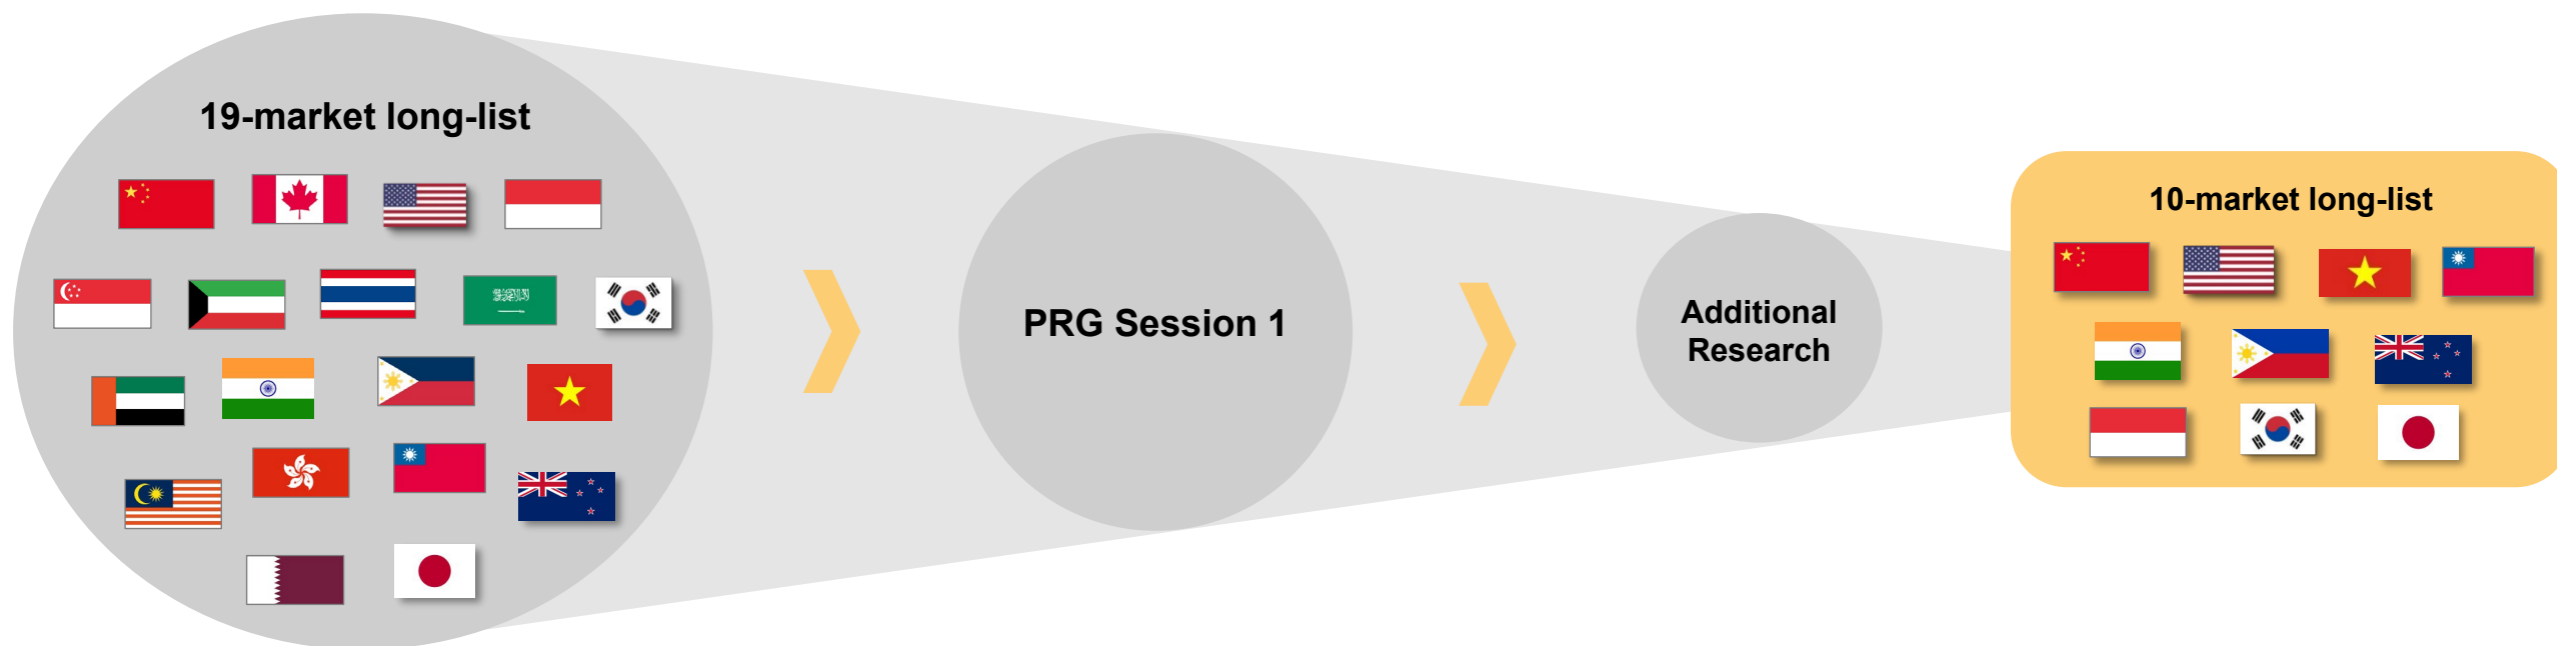 19-market long-list
PRG Session 1
Additional
Research
10-market long-list